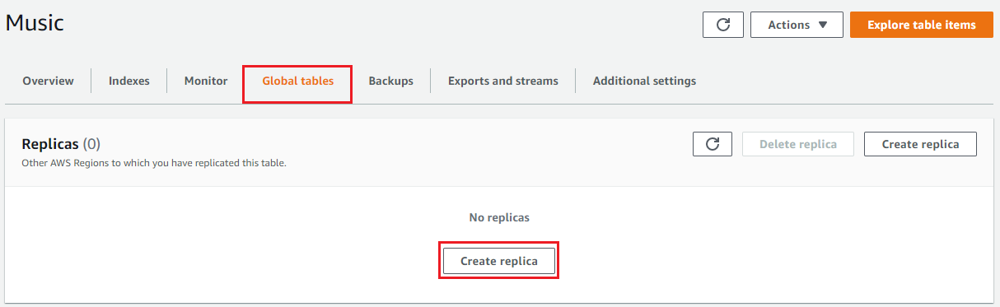 Music
Actions
Explore table items
Overview
Indexes
Monitor
Global tables
Backups
Exports and streams
Additional settings
Replicas (0)
Other AWS Regions to which you have replicated this table.
Delete replica
Create replica
No replicas
Create replica